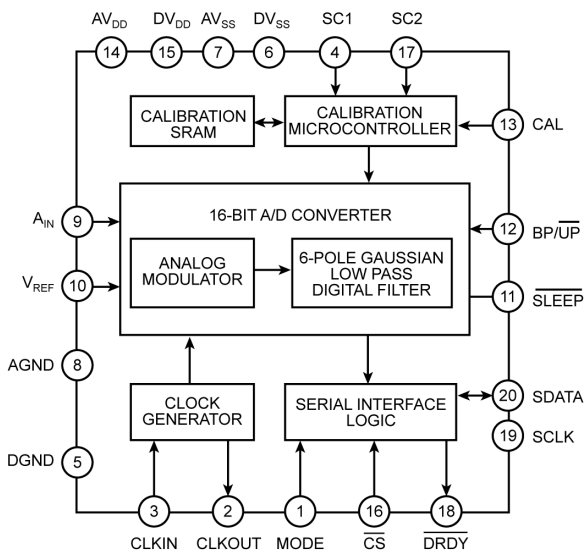 AVDD DVDD AVSS DVSS SC1 SC2
14 15 7 6 4 17
CALIBRATION
SRAM
CALIBRATION
MICROCONTROLLER
13 CAL
16-BIT A/D CONVERTER
AIN 9
12 BP/UP
ANALOG
MODULATOR
6-POLE GAUSSIAN
LOW PASS
DIGITAL FILTER
VREF 10
11 SLEEP
AGND 8
CLOCK
GENERATOR
SERIAL INTERFACE
LOGIC
20 SDATA
19 SCLK
DGND 5
3 2 1 16 18
CLKIN CLKOUT MODE CS DRDY